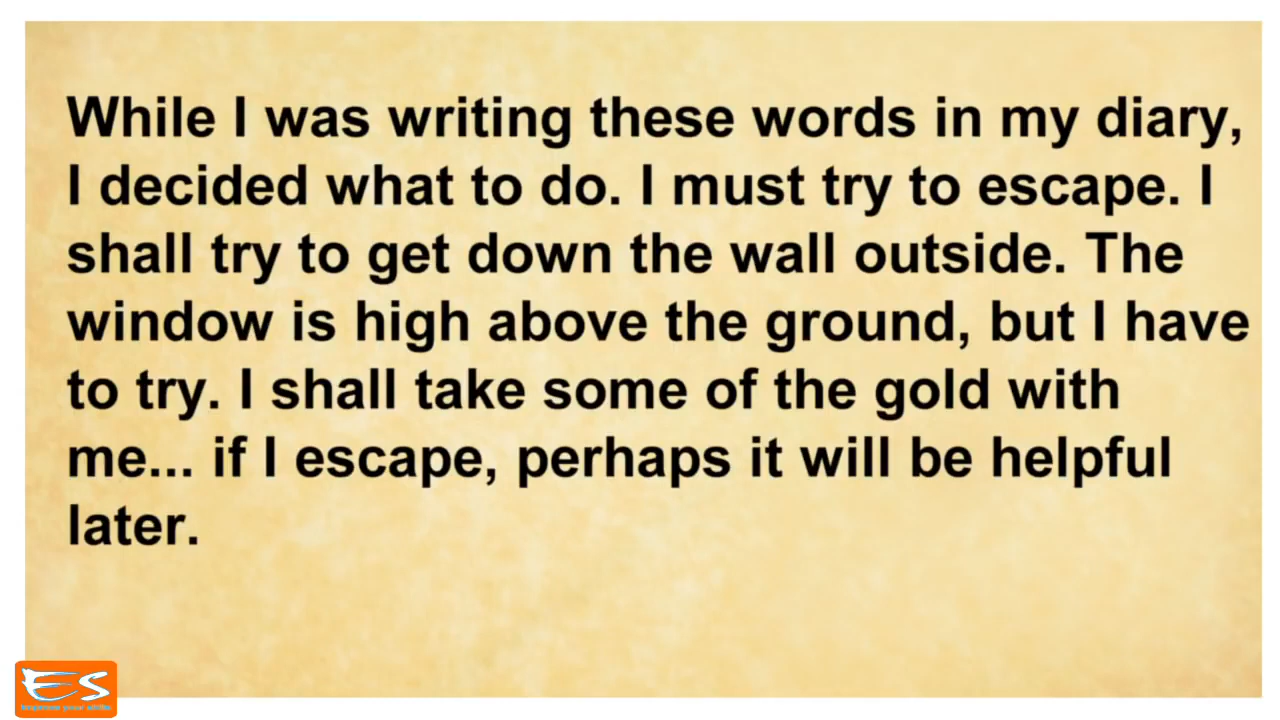 While I was writing these words in my diary,
I decided what to do. I must try to escape. I
shall try to get down the wall outside. The
window is high above the ground, but I have
to try. I shall take some of the gold with
me... if I escape, perhaps it will be helpful
later.
ES